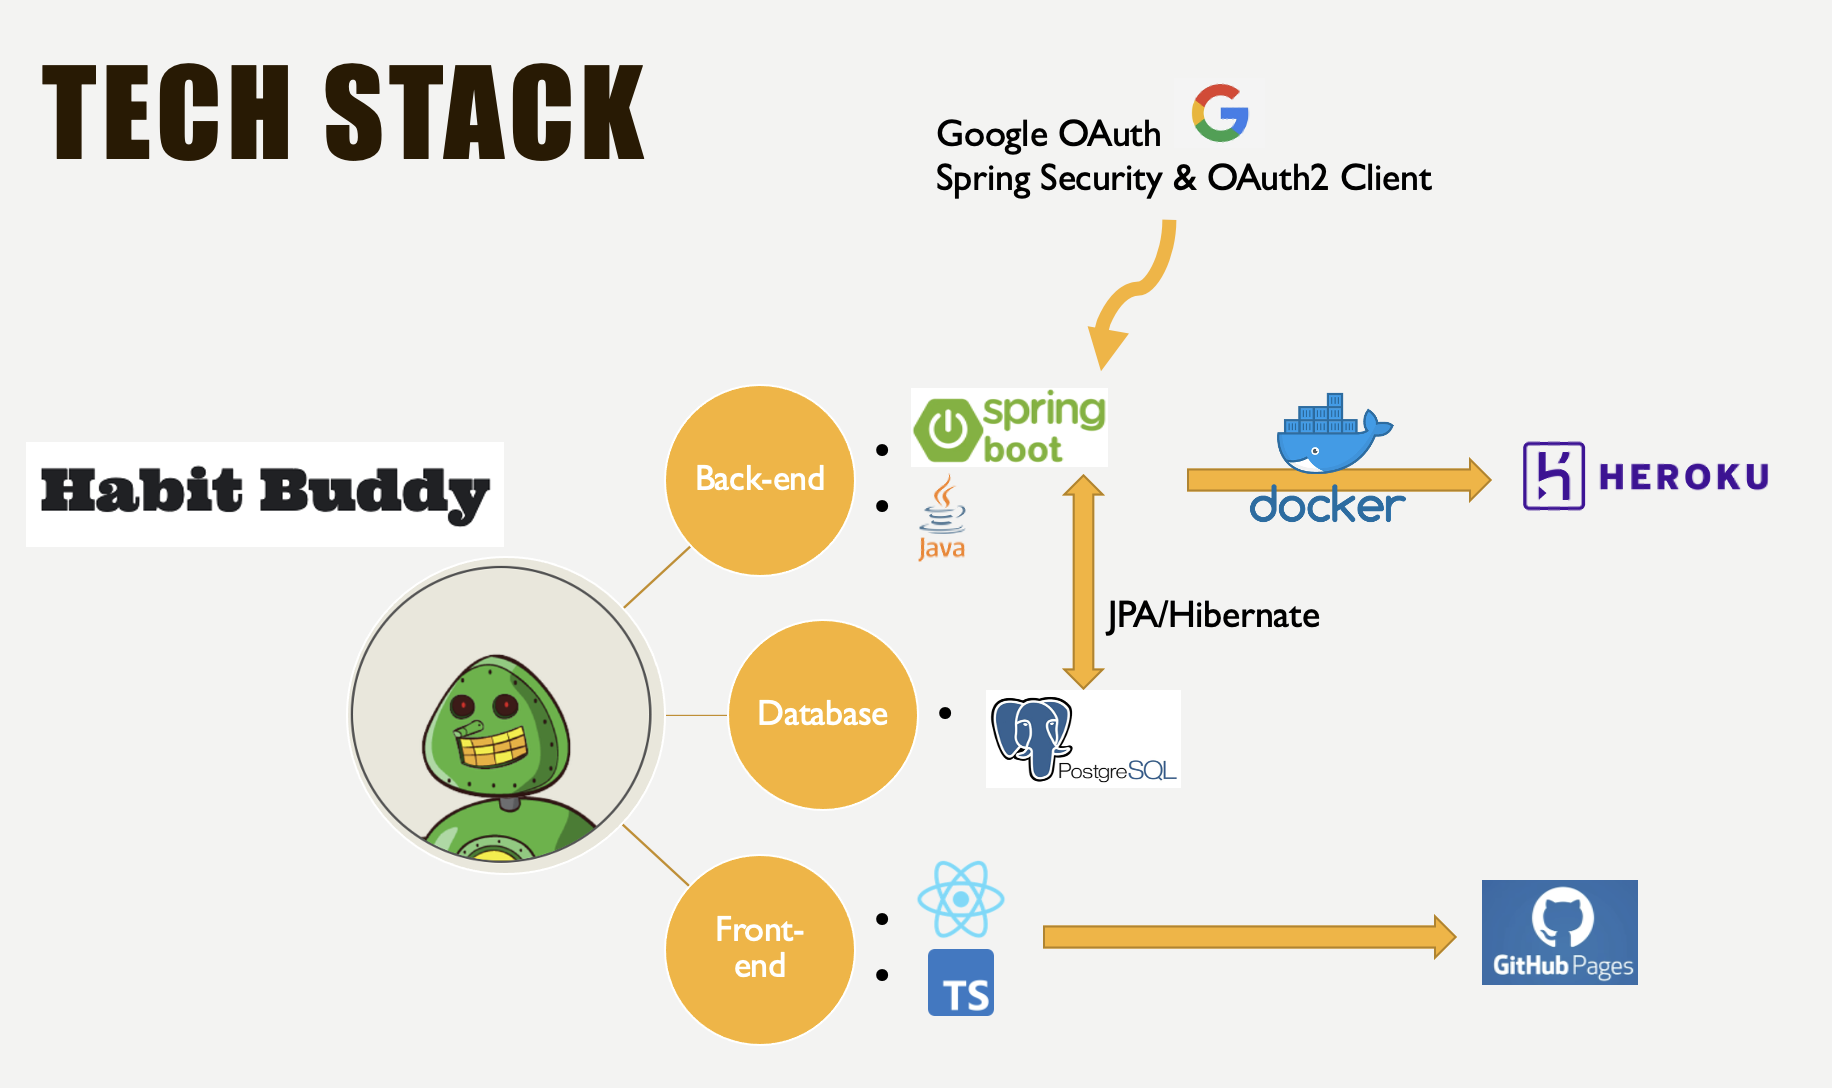 TECH STACK
Google OAuth
Spring Security & OAuth2 Client
Habit Buddy
Back-end
spring
boot
Java
docker
HEROKU
JPA/Hibernate
Database
PostgreSQL
Front-
end
TS
GitHub Pages